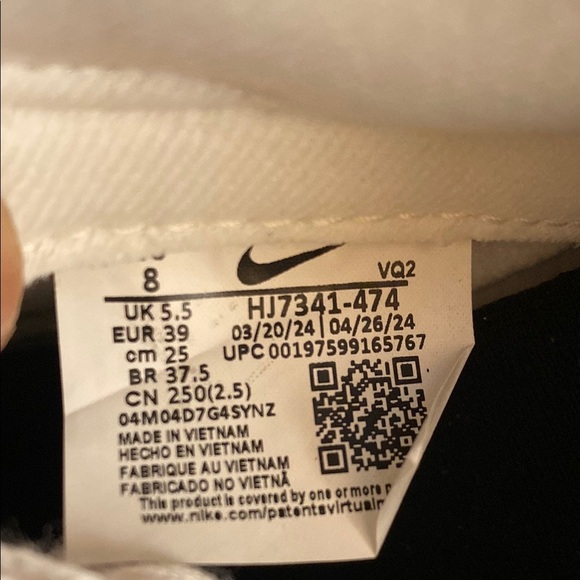 8 VQ2
UK 5.5 HJ7341-474
EUR 39 03/20/24 | 04/26/24
cm 25 UPC 00197599165767
BR 37.5
CN 250(2.5)
04M04D7G4SYNZ
MADE IN VIETNAM
HECHO EN VIETNAM
FABRIQUE AU VIETNAM
FABRICADO NO VIETNÃ
This product is covered by one or more
www.nike.com/patents